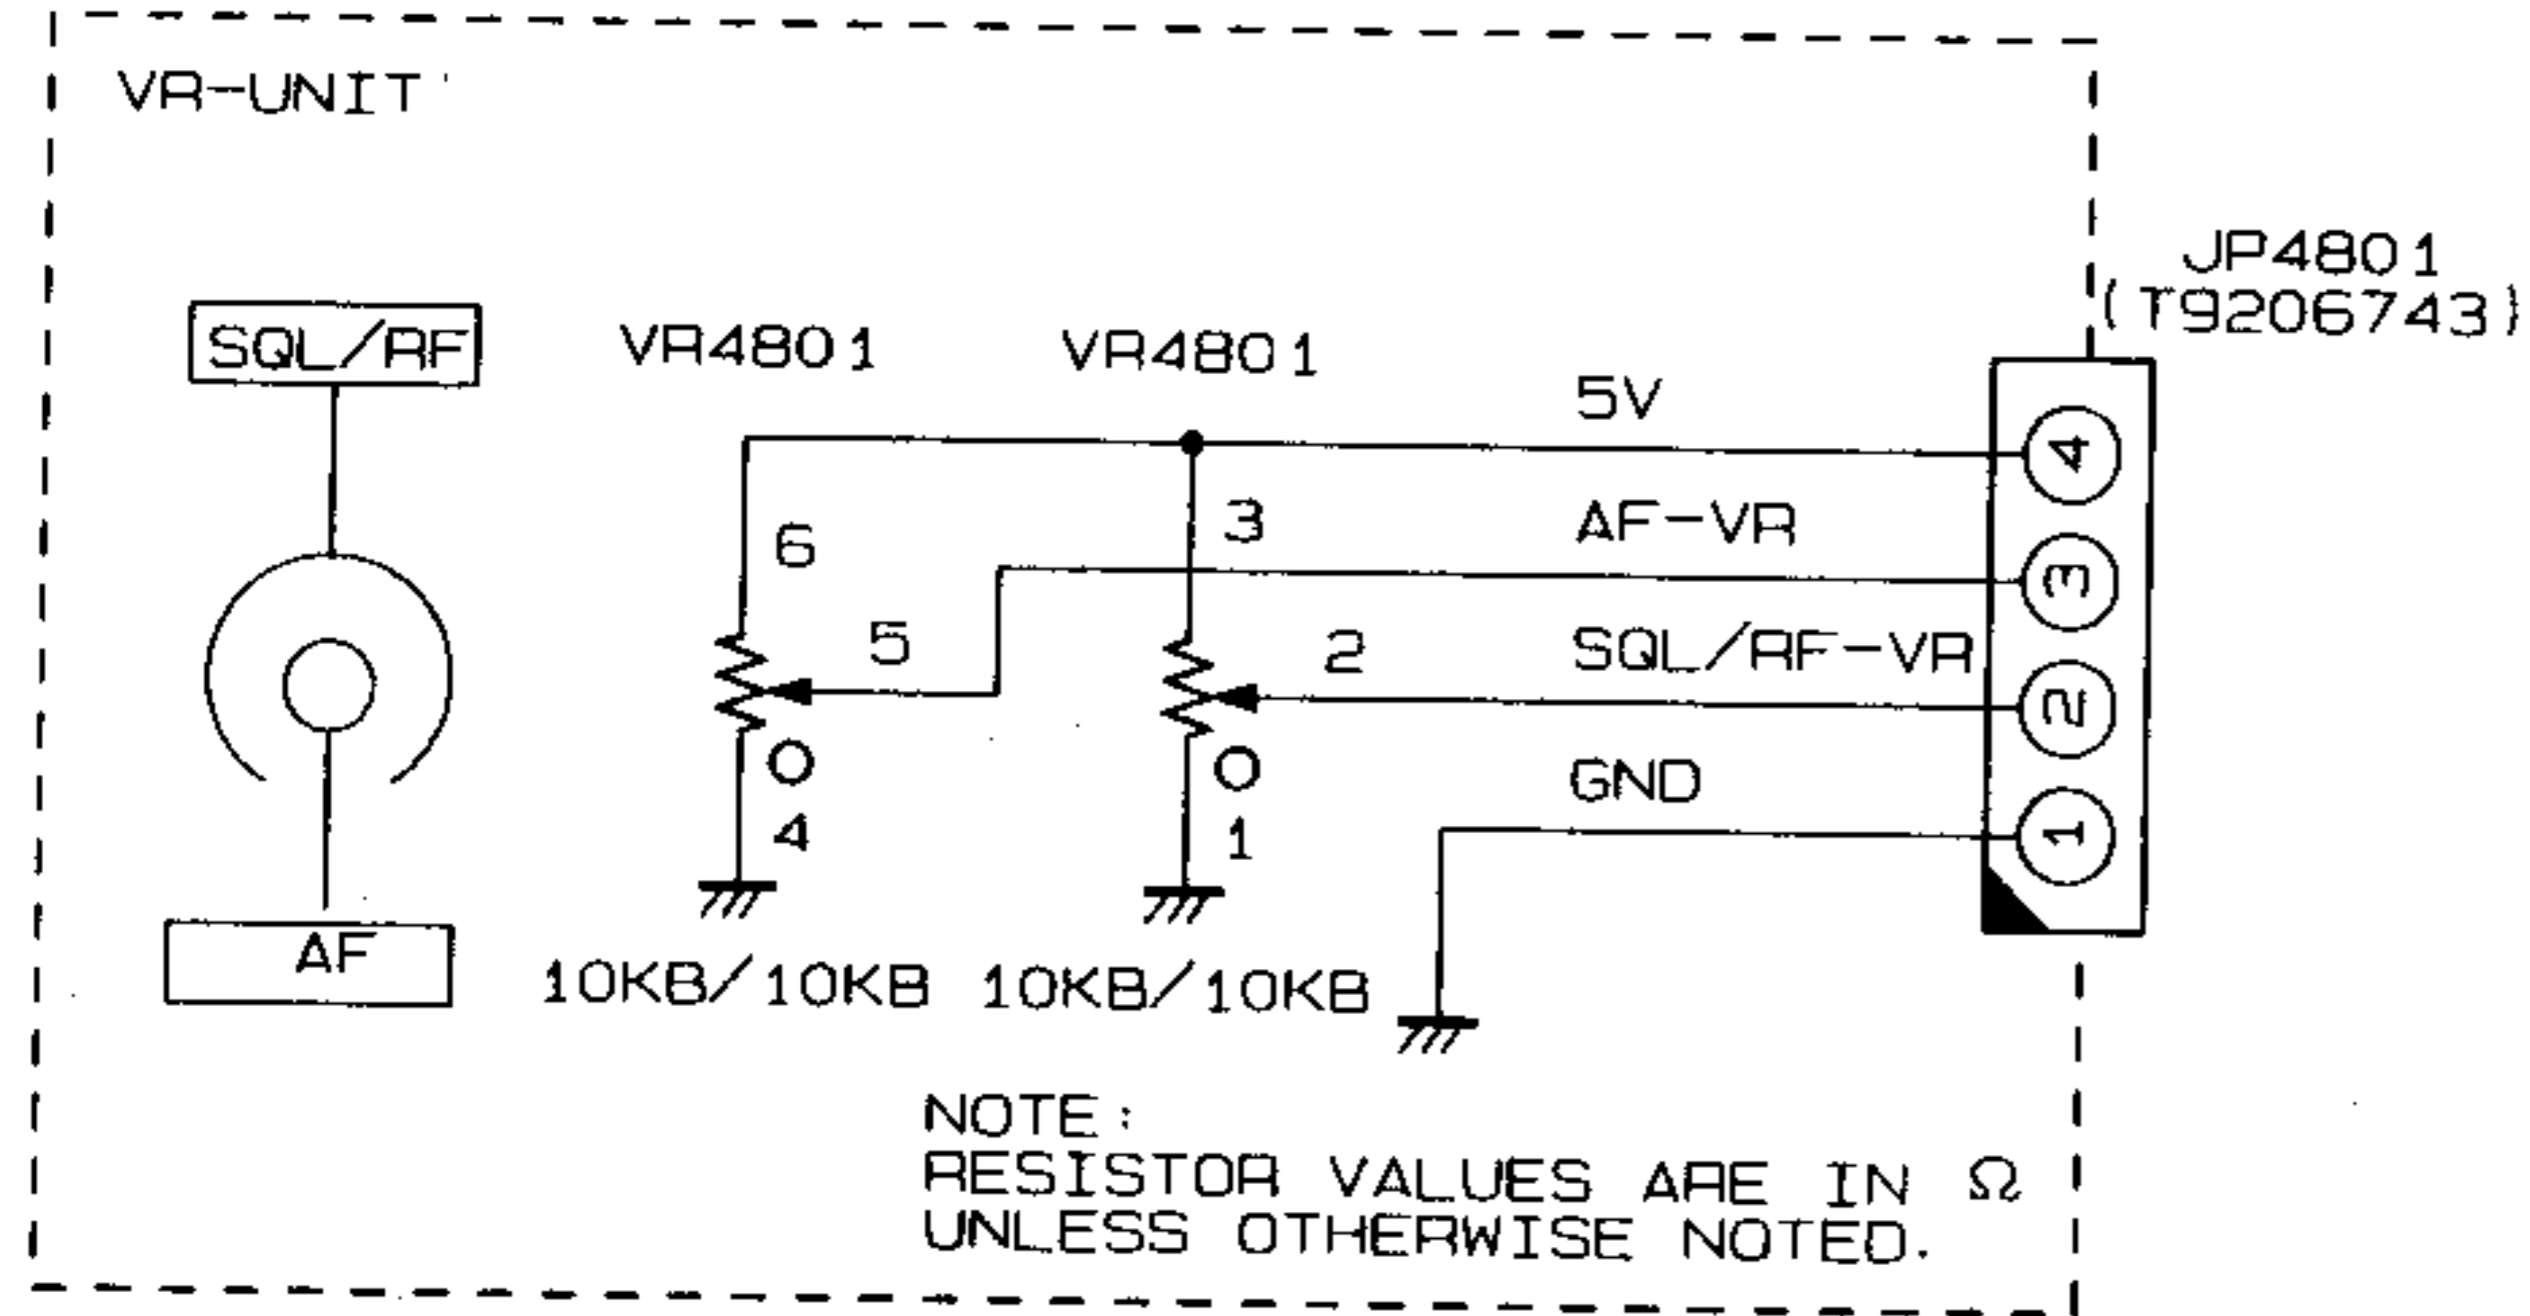 VR-UNIT
JP4801
(T9206743)
SQL/RF
VR4801
VR4801
5V
4
6
3
AF-VR
3
5
2
SQL/RF-VR
2
0
0
GND
4
1
1
AF
10KB/10KB
10KB/10KB
NOTE:
RESISTOR VALUES ARE IN Ω
UNLESS OTHERWISE NOTED.